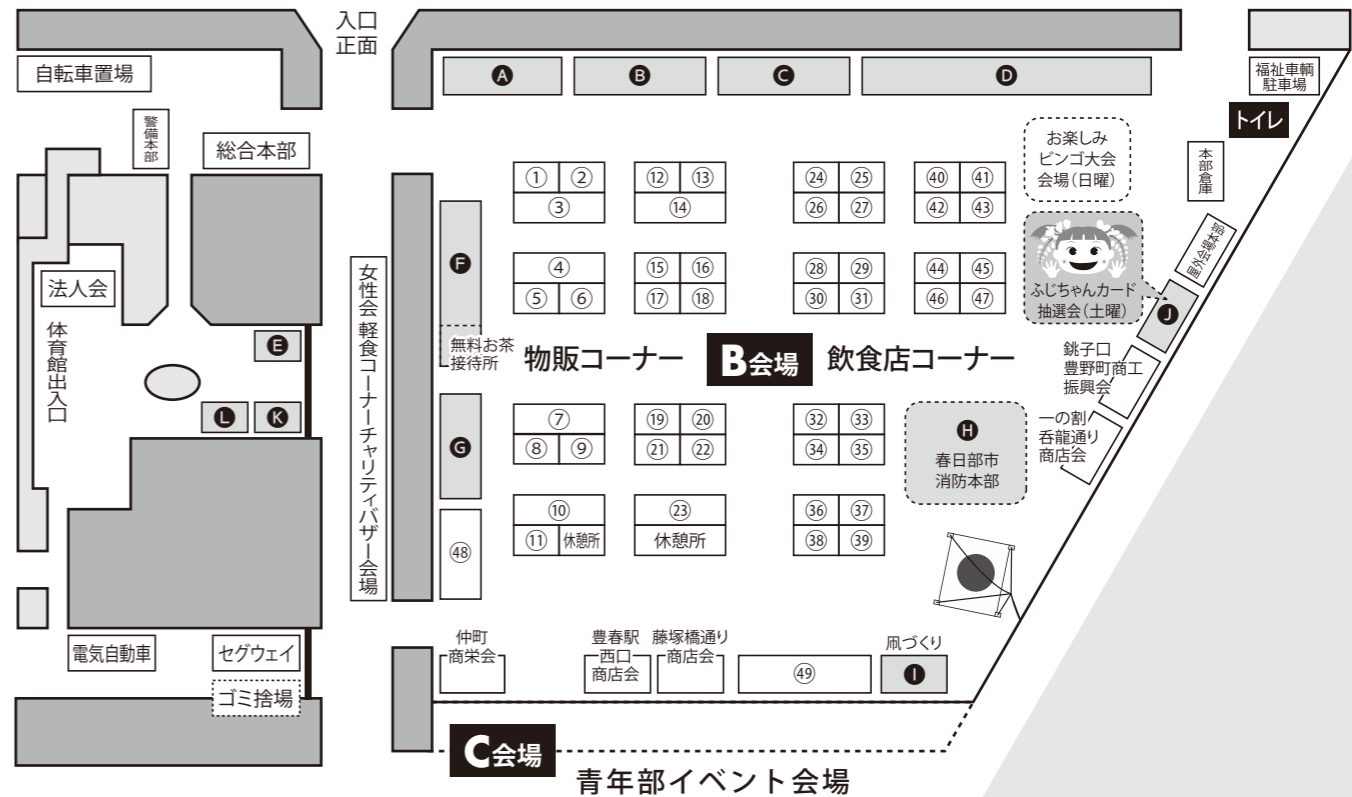 入口
正面
自転車置場
A
B
C
D
福祉車輌
駐車場
トイレ
警備本部
総合本部
お楽しみ
ビンゴ大会
会場(日曜)
本部倉庫
① ②
③
⑫ ⑬
⑭
㉔ ㉕
㉖ ㉗
㊵ ㊶
㊷ ㊸
F
④
⑤ ⑥
⑮ ⑯
⑰ ⑱
㉘ ㉙
㉚ ㉛
㊹ ㊺
㊻ ㊼
ふじちゃんカード
抽選会(土曜)
屋外会場本部
J
法人会
体育館出入口
E
L
K
女性会 軽食コーナーチャリティバザー会場
無料お茶
接待所
物販コーナー
B会場
飲食店コーナー
銚子口
豊野町商工
振興会
一の割
呑龍通り
商店会
G
⑦
⑧ ⑨
⑲ ⑳
㉑ ㉒
㉜ ㉝
㉞ ㉟
H
春日部市
消防本部
㊽
⑩
⑪ 休憩所
㉓
休憩所
㊱ ㊲
㊳ ㊴
電気自動車
セグウェイ
ゴミ捨場
仲町
商栄会
豊春駅
西口
商店会
藤塚橋通り
商店会
㊾
凧づくり
I
C会場
青年部イベント会場